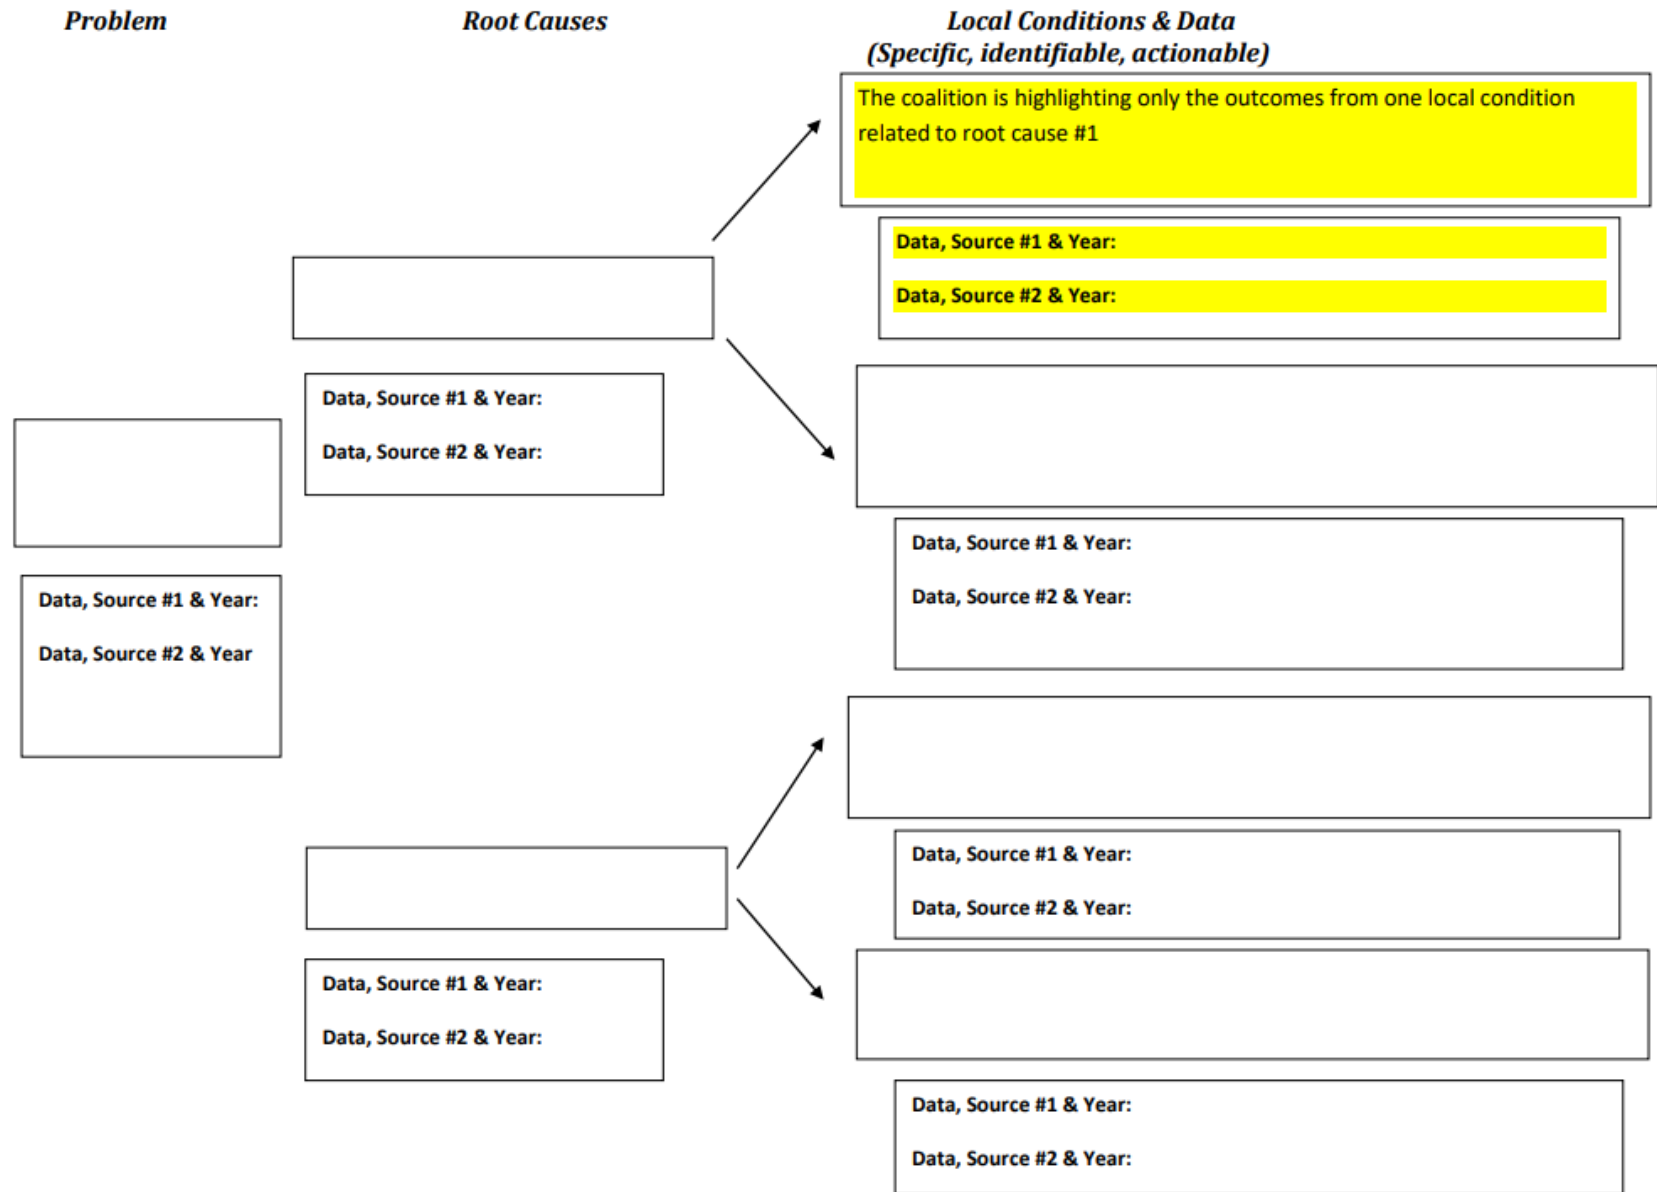 Problem
Root Causes
Local Conditions & Data
(Specific, identifiable, actionable)
The coalition is highlighting only the outcomes from one local condition
related to root cause #1
Data, Source #1 & Year:
Data, Source #2 & Year:
Data, Source #1 & Year:
Data, Source #2 & Year:
Data, Source #1 & Year:
Data, Source #2 & Year:
Data, Source #1 & Year:
Data, Source #2 & Year
Data, Source #1 & Year:
Data, Source #2 & Year:
Data, Source #1 & Year:
Data, Source #2 & Year:
Data, Source #1 & Year:
Data, Source #2 & Year: